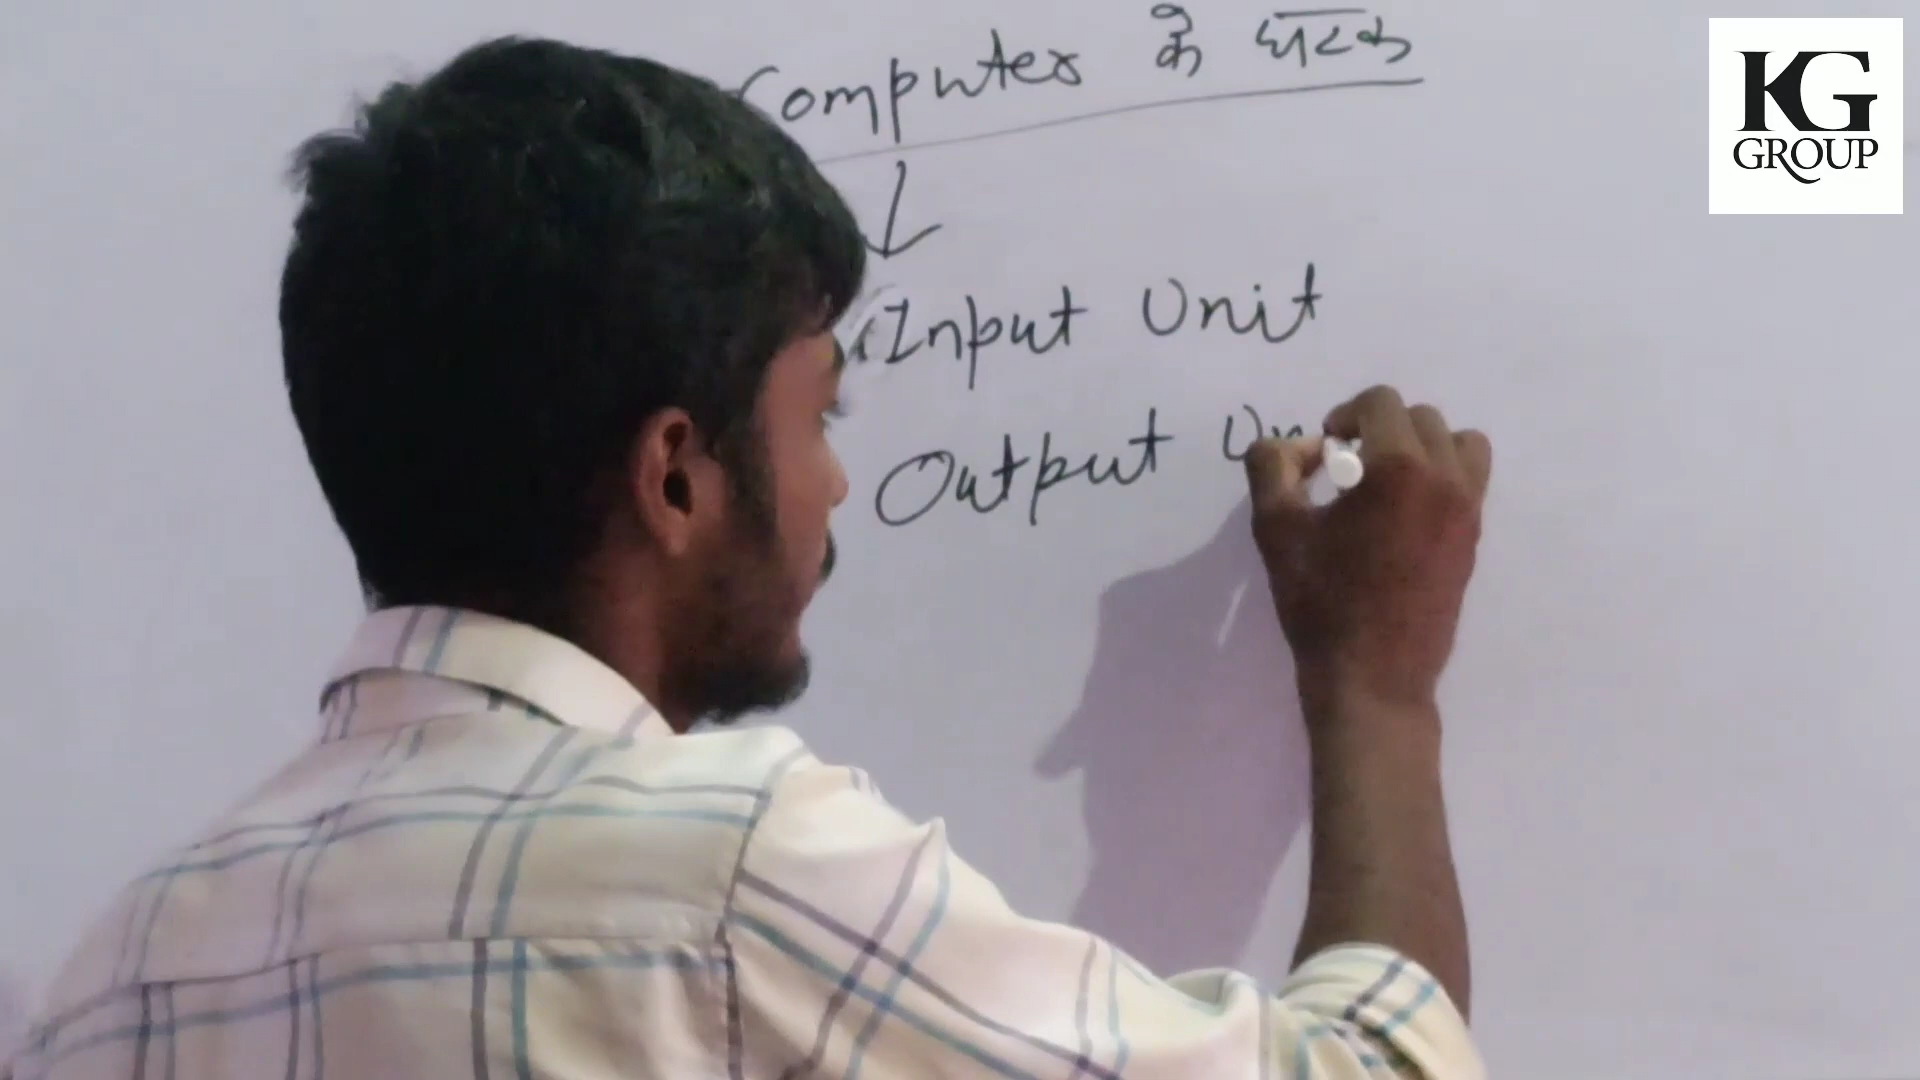 Computer के घटक
Input Unit
Output Un
KG
GROUP